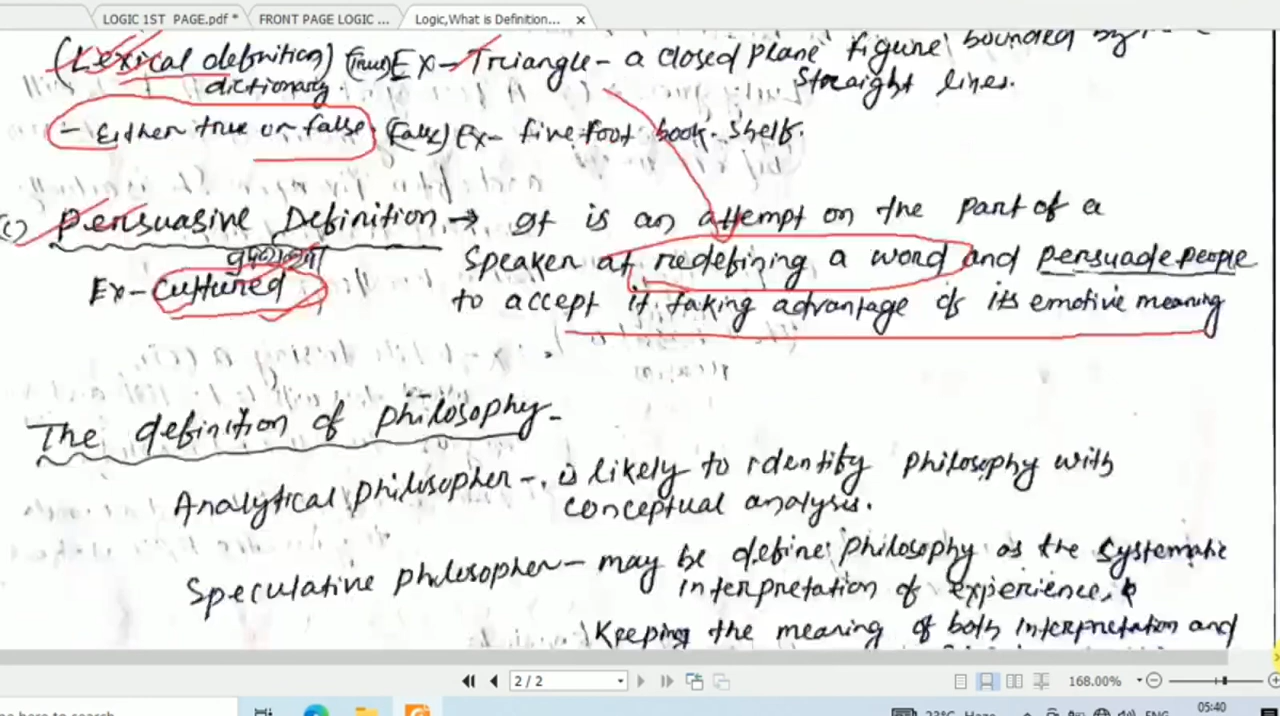 LOGIC 1ST PAGE.pdf *
FRONT PAGE LOGIC ...
Logic,What is Definition...
(Lexical definition) (True) Ex - Triangle - a closed plane figure bounded by
dictionary
straight lines.
- Either true or false. (False) Ex - five-foot book-shelf.
Persuasive Definition → It is an attempt on the part of a
speaker at redefining a word and persuade people
Ex - cultured
to accept it taking advantage of its emotive meaning
The definition of philosophy -
Analytical philosopher - is likely to identify philosophy with
conceptual analysis.
Speculative philosopher - may be define philosophy as the systematic
interpretation of experience.
Keeping the meaning of both interpretation and
2 / 2
168.00%
ENG
05:40